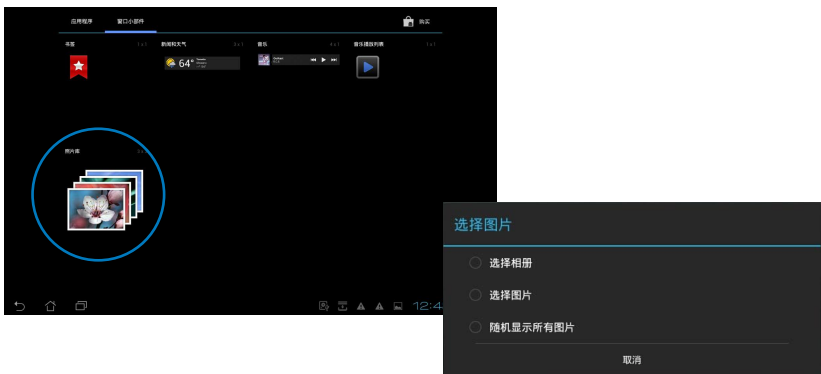 应用程序
窗口小部件
购买
书签
新闻和天气
音乐
音乐播放列表
64°
照片库
12:4
选择图片
选择相册
选择图片
随机显示所有图片
取消